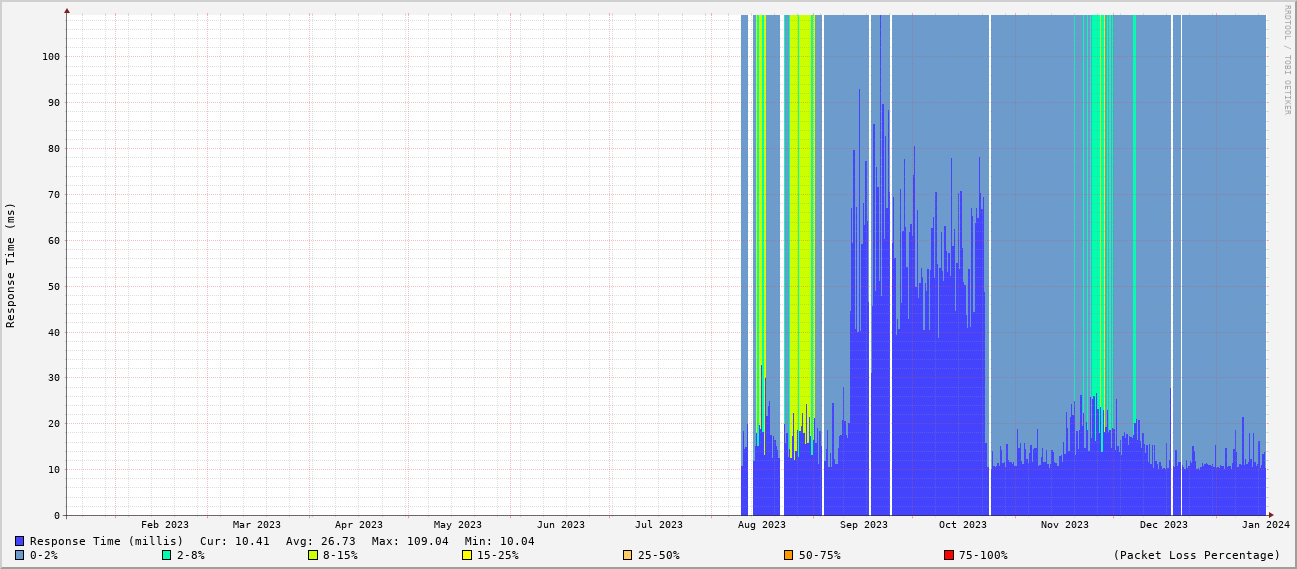 RRDTOOL / TOBI OETIKER
Response Time (ms)
100
90
80
70
60
50
40
30
20
10
0
Feb 2023 Mar 2023 Apr 2023 May 2023 Jun 2023 Jul 2023 Aug 2023 Sep 2023 Oct 2023 Nov 2023 Dec 2023 Jan 2024
Response Time (millis) Cur: 10.41 Avg: 26.73 Max: 109.04 Min: 10.04
0-2% 2-8% 8-15% 15-25% 25-50% 50-75% 75-100% (Packet Loss Percentage)